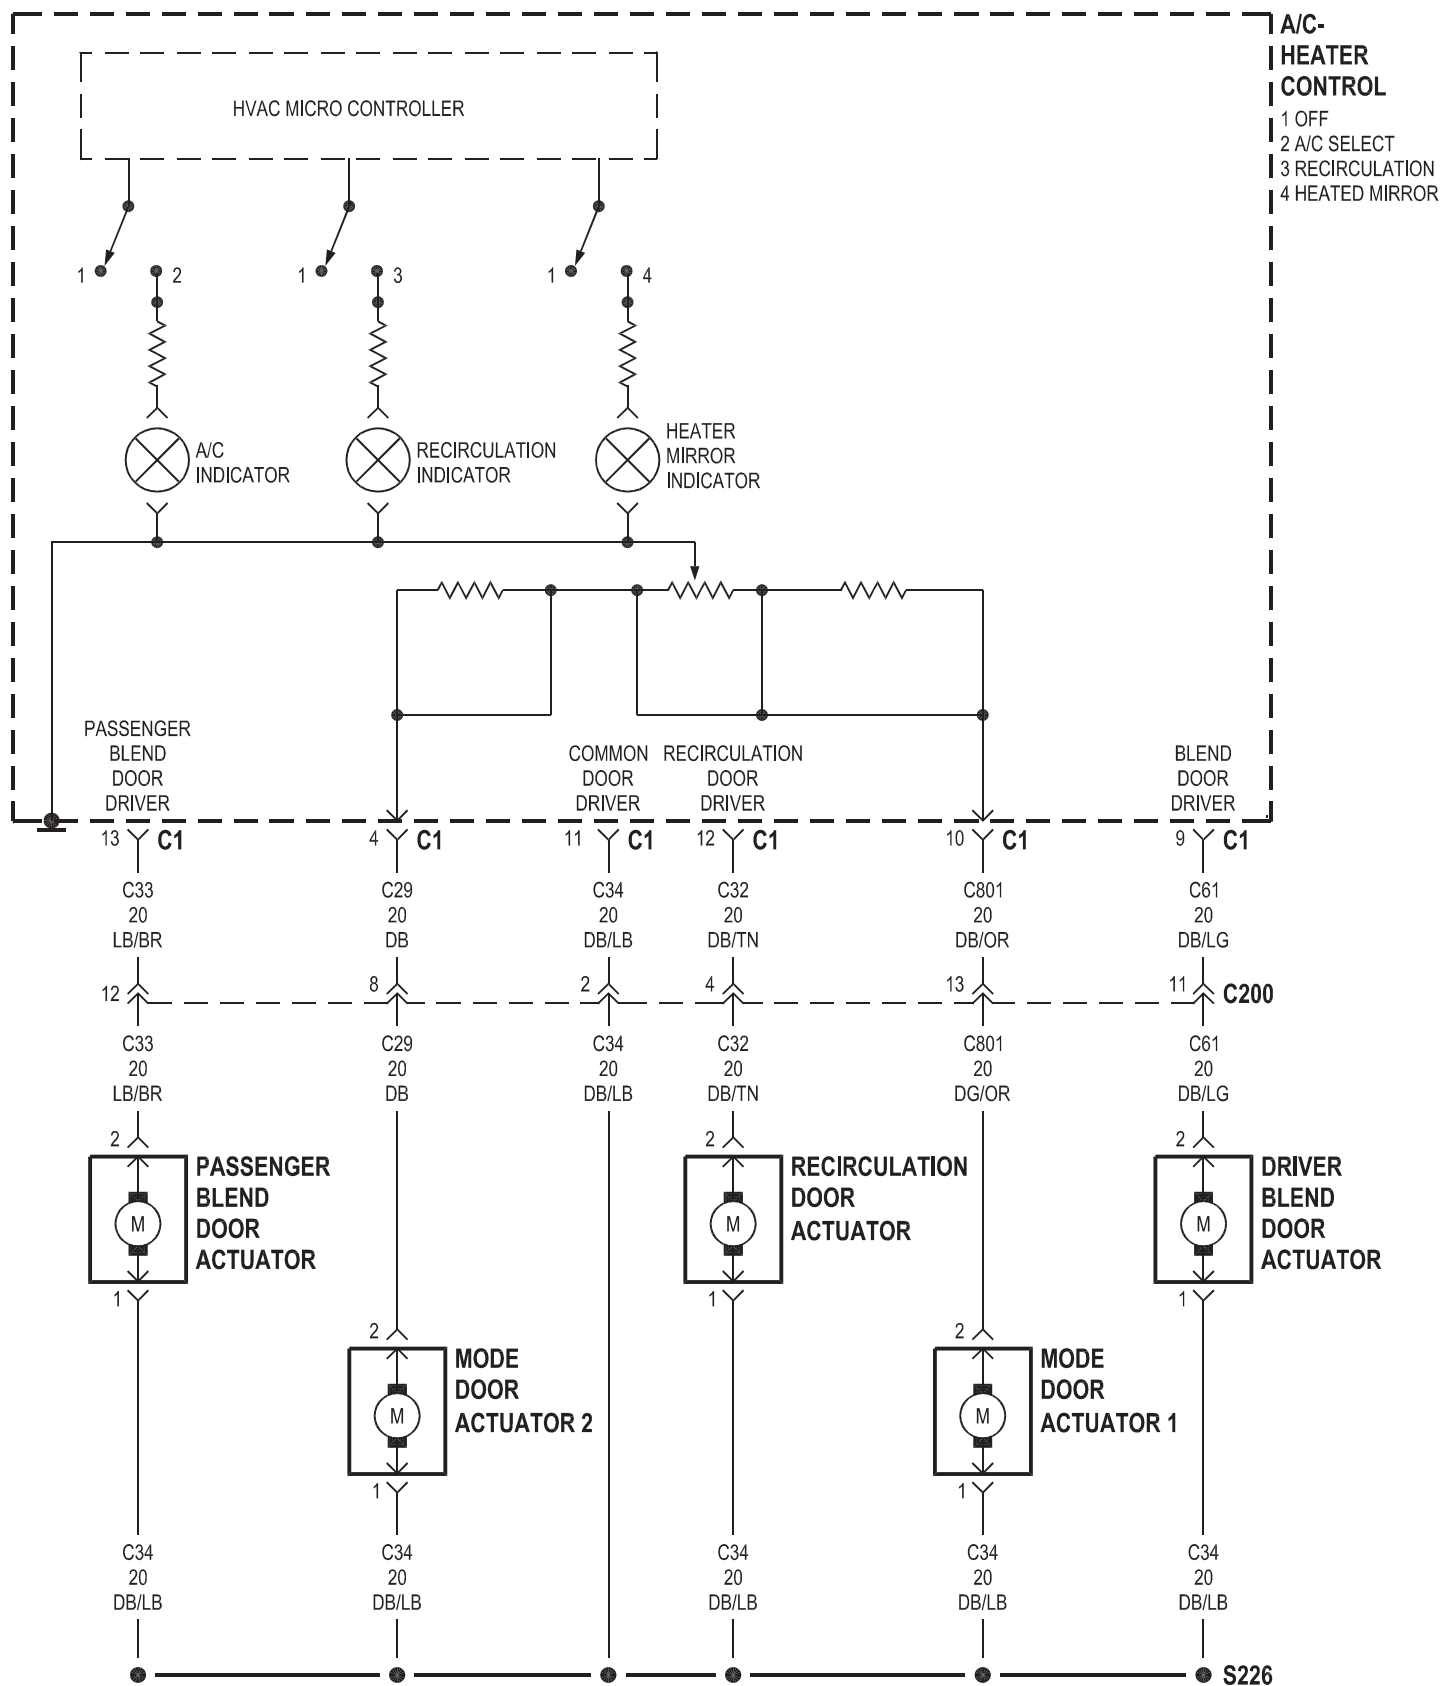 A/C-
HEATER
CONTROL
1 OFF
2 A/C SELECT
3 RECIRCULATION
4 HEATED MIRROR
HVAC MICRO CONTROLLER
1 2 1 3 1 4
A/C
INDICATOR
RECIRCULATION
INDICATOR
HEATER
MIRROR
INDICATOR
PASSENGER
BLEND
DOOR
DRIVER
COMMON
DOOR
DRIVER
RECIRCULATION
DOOR
DRIVER
BLEND
DOOR
DRIVER
13 C1 4 C1 11 C1 12 C1 10 C1 9 C1
C33 C29 C34 C32 C801 C61
20 20 20 20 20 20
LB/BR DB DB/LB DB/TN DB/OR DB/LG
12 8 2 4 13 11 C200
C33 C29 C34 C32 C801 C61
20 20 20 20 20 20
LB/BR DB DB/LB DB/TN DG/OR DB/LG
2 2 2
M
PASSENGER
BLEND
DOOR
ACTUATOR
M
RECIRCULATION
DOOR
ACTUATOR
M
DRIVER
BLEND
DOOR
ACTUATOR
1 1 1
2 2
M
MODE
DOOR
ACTUATOR 2
M
MODE
DOOR
ACTUATOR 1
1 1
C34 C34 C34 C34 C34
20 20 20 20 20
DB/LB DB/LB DB/LB DB/LB DB/LB
S226